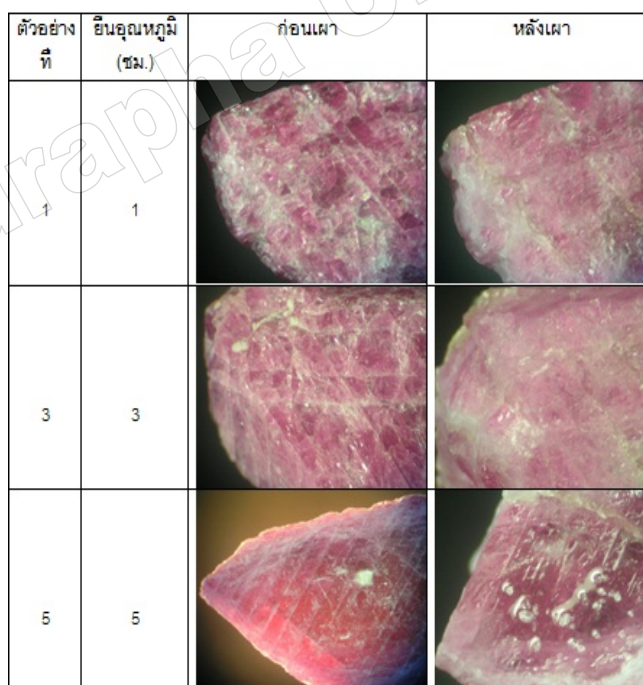 ตัวอย่าง ยืนอุณหภูมิ ก่อนเผา หลังเผา
ที่ (ชม.)
1 1
3 3
5 5